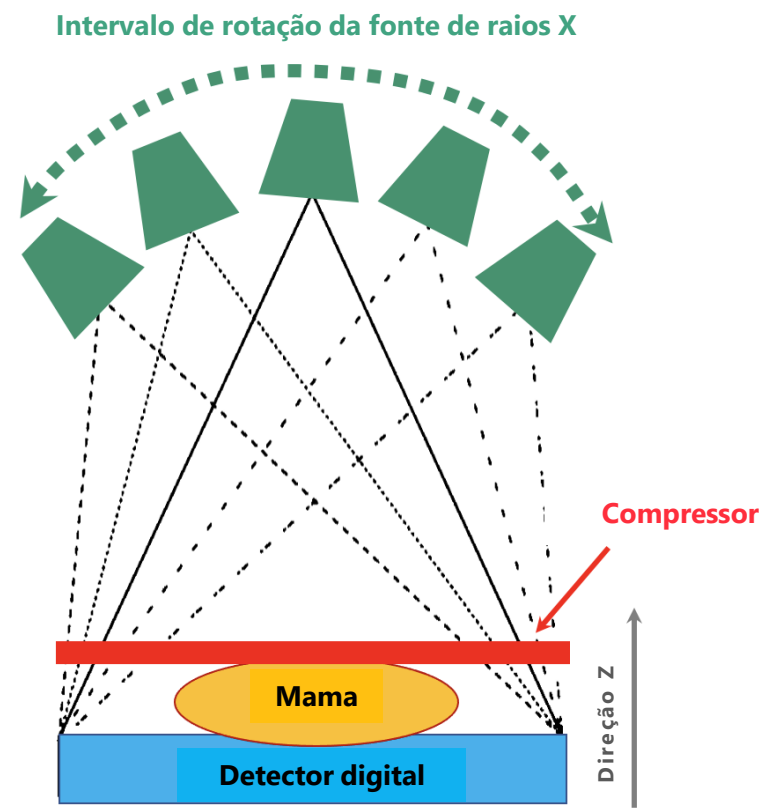 Intervalo de rotação da fonte de raios X
Compressor
Mama
Direção Z
Detector digital